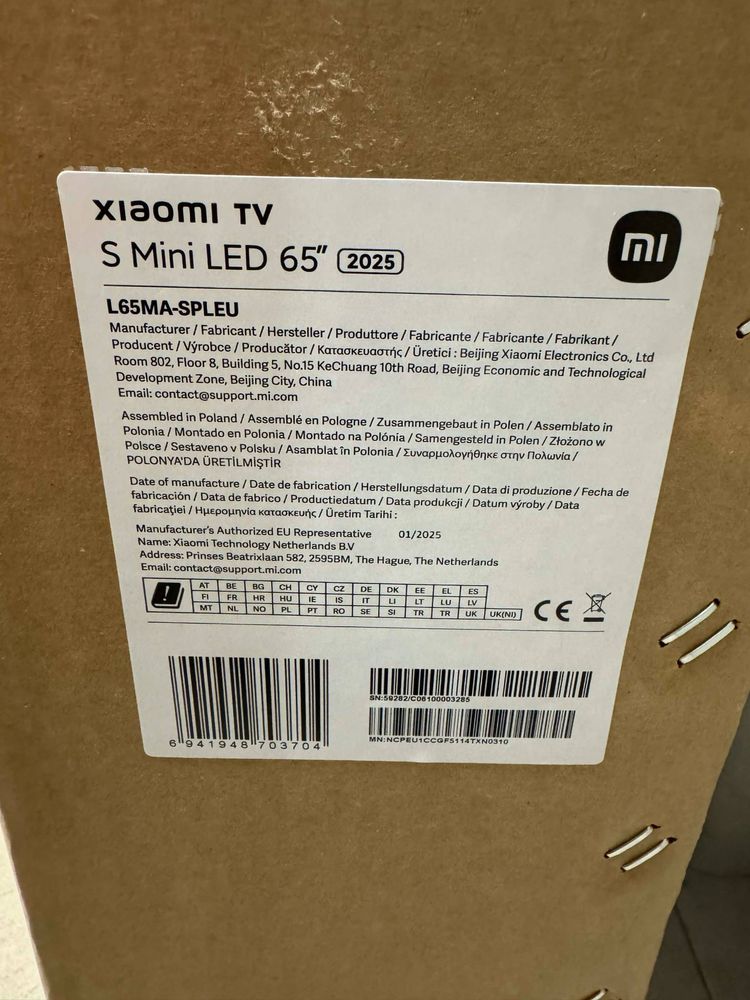 xiaomi TV
S Mini LED 65" 2025
mi
L65MA-SPLEU
Manufacturer / Fabricant / Hersteller / Produttore / Fabricante / Fabricante / Fabrikant /
Producent / Výrobce / Producător / Κατασκευαστής / Üretici : Beijing Xiaomi Electronics Co., Ltd
Room 802, Floor 8, Building 5, No.15 KeChuang 10th Road, Beijing Economic and Technological
Development Zone, Beijing City, China
Email: contact@support.mi.com
Assembled in Poland / Assemblé en Pologne / Zusammengebaut in Polen / Assemblato in
Polonia / Montado en Polonia / Montado na Polónia / Samengesteld in Polen / Złożono w
Polsce / Sestaveno v Polsku / Asamblat în Polonia / Συναρμολογήθηκε στην Πολωνία /
POLONYA'DA ÜRETİLMİŞTİR
Date of manufacture / Date de fabrication / Herstellungsdatum / Data di produzione / Fecha de
fabricación / Data de fabrico / Productiedatum / Data produkcji / Datum výroby / Data
fabricației / Ημερομηνία κατασκευής / Üretim Tarihi :
Manufacturer's Authorized EU Representative 01/2025
Name: Xiaomi Technology Netherlands B.V
Address: Prinses Beatrixlaan 582, 2595BM, The Hague, The Netherlands
Email: contact@support.mi.com
AT BE BG CH CY CZ DE DK EE EL ES
FI FR HR HU IE IS IT LI LT LU LV
MT NL NO PL PT RO SE SI TR TR UK UK(NI)
CE
SN:59282/C06100003285
MN:NCPEU1CCGF5114TXN0310
6 941948 703704